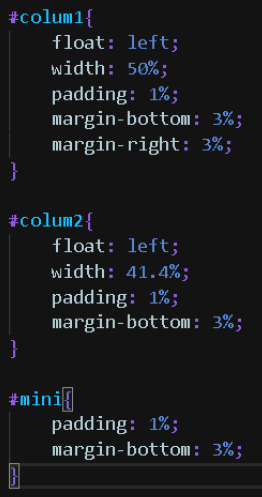 #colum1{
    float: left;
    width: 50%;
    padding: 1%;
    margin-bottom: 3%;
    margin-right: 3%;
}

#colum2{
    float: left;
    width: 41.4%;
    padding: 1%;
    margin-bottom: 3%;
}

#mini{
    padding: 1%;
    margin-bottom: 3%;
}